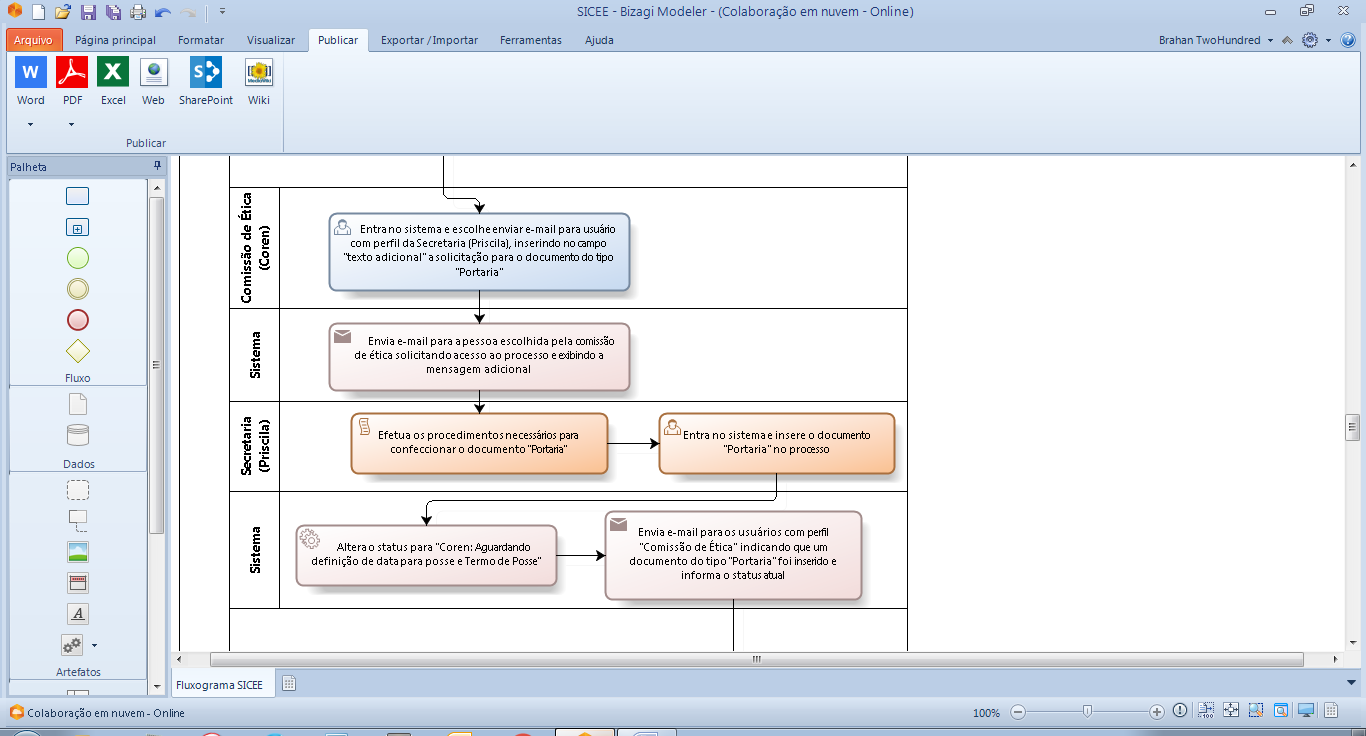 SICEE - Bizagi Modeler - (Colaboração em nuvem - Online)
Arquivo
Página principal
Formatar
Visualizar
Publicar
Exportar /Importar
Ferramentas
Ajuda
Brahan TwoHundred
W
X
S
Word
PDF
Excel
Web
SharePoint
Wiki
Publicar
Palheta
Fluxo
Dados
A
Artefatos
Comissão de Ética
(Coren)
Entra no sistema e escolhe enviar e-mail para usuário
com perfil da Secretaria (Priscila), inserindo no campo
"texto adicional" a solicitação para o documento do tipo
"Portaria"
Sistema
Envia e-mail para a pessoa escolhida pela comissão
de ética solicitando acesso ao processo e exibindo a
mensagem adicional
Secretaria
(Priscila)
Efetua os procedimentos necessários para
confeccionar o documento "Portaria"
Entra no sistema e insere o documento
"Portaria" no processo
Sistema
Altera o status para "Coren: Aguardando
definição de data para posse e Termo de Posse"
Envia e-mail para os usuários com perfil
"Comissão de Ética" indicando que um
documento do tipo "Portaria" foi inserido e
informa o status atual
Fluxograma SICEE
Colaboração em nuvem - Online
100%